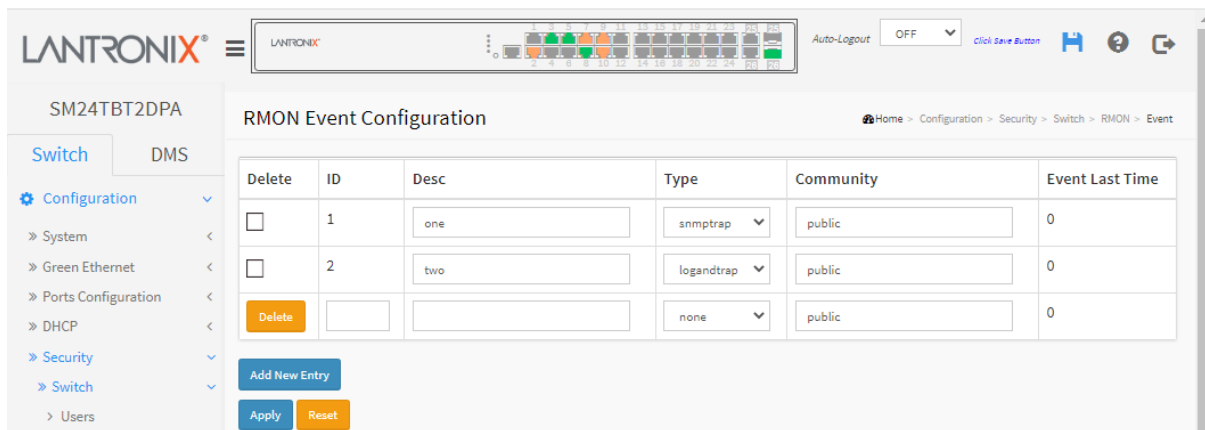 LANTRONIX®
LANTRONIX
1 3 5 7 9 11 13 15 17 19 21 23
2 4 6 8 10 12 14 16 18 20 22 24
Auto-Logout OFF Click Save Button
SM24TBT2DPA
RMON Event Configuration
Home > Configuration > Security > Switch > RMON > Event
Switch DMS
Configuration
» System
» Green Ethernet
» Ports Configuration
» DHCP
» Security
» Switch
> Users
Delete ID Desc Type Community Event Last Time
1 one snmptrap public 0
2 two logandtrap public 0
Delete none public 0
Add New Entry
Apply Reset